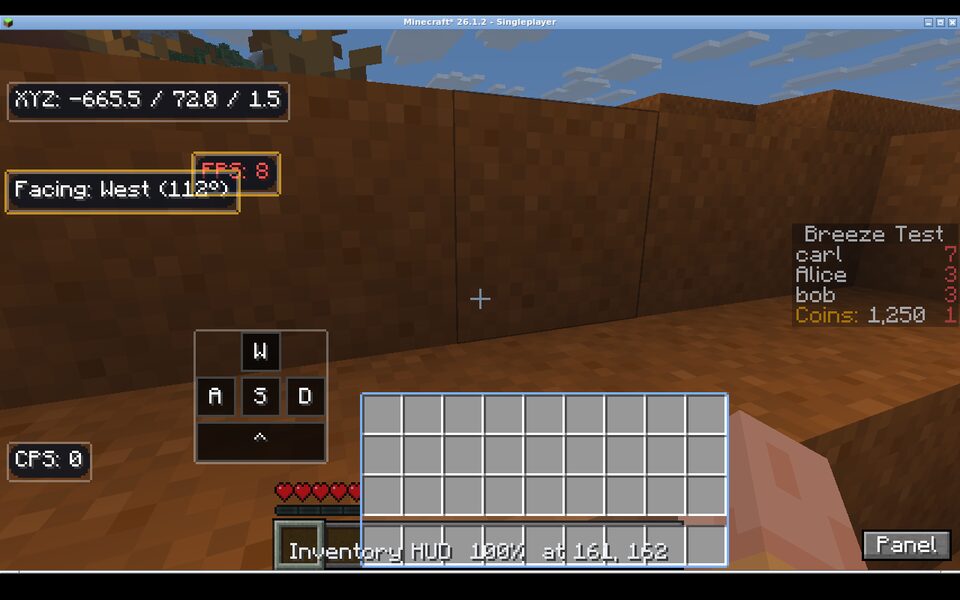 Minecraft* 26.1.2 - Singleplayer
XYZ: -665.5 / 72.0 / 1.5
FPS: 8
Facing: West (112°)
Breeze Test
carl 7
Alice 3
bob 3
Coins: 1,250 1
W
A S D
^
CPS: 0
Inventory HUD 100% at 161, 162
Panel